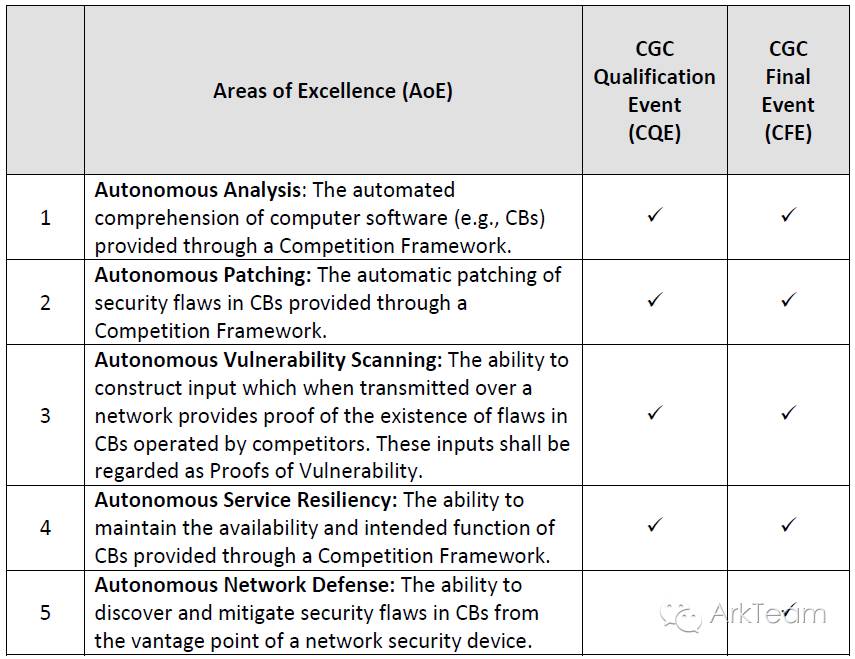 Areas of Excellence (AoE)
CGC
Qualification
Event
(CQE)
CGC
Final
Event
(CFE)
1
Autonomous Analysis: The automated
comprehension of computer software (e.g., CBs)
provided through a Competition Framework.
✓
✓
2
Autonomous Patching: The automatic patching of
security flaws in CBs provided through a
Competition Framework.
✓
✓
3
Autonomous Vulnerability Scanning: The ability to
construct input which when transmitted over a
network provides proof of the existence of flaws in
CBs operated by competitors. These inputs shall be
regarded as Proofs of Vulnerability.
✓
✓
4
Autonomous Service Resiliency: The ability to
maintain the availability and intended function of
CBs provided through a Competition Framework.
✓
✓
5
Autonomous Network Defense: The ability to
discover and mitigate security flaws in CBs from
the vantage point of a network security device.
✓
ArkTeam